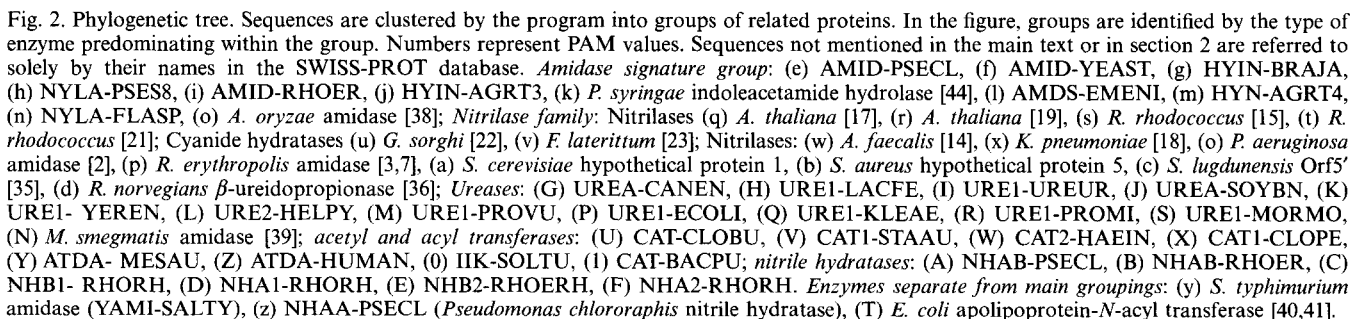 Fig. 2. Phylogenetic tree. Sequences are clustered by the program into groups of related proteins. In the figure, groups are identified by the type of
enzyme predominating within the group. Numbers represent PAM values. Sequences not mentioned in the main text or in section 2 are referred to
solely by their names in the SWISS-PROT database. Amidase signature group: (e) AMID-PSECL, (f) AMID-YEAST, (g) HYIN-BRAJA,
(h) NYLA-PSES8, (i) AMID-RHOER, (j) HYIN-AGRT3, (k) P. syringae indoleacetamide hydrolase [44], (l) AMDS-EMENI, (m) HYN-AGRT4,
(n) NYLA-FLASP, (o) A. oryzae amidase [38]; Nitrilase family: Nitrilases (q) A. thaliana [17], (r) A. thaliana [19], (s) R. rhodococcus [15], (t) R.
rhodococcus [21]; Cyanide hydratases (u) G. sorghi [22], (v) F. laterittum [23]; Nitrilases: (w) A. faecalis [14], (x) K. pneumoniae [18], (o) P. aeruginosa
amidase [2], (p) R. erythropolis amidase [3,7], (a) S. cerevisiae hypothetical protein 1, (b) S. aureus hypothetical protein 5, (c) S. lugdunensis Orf5′
[35], (d) R. norvegians β-ureidopropionase [36]; Ureases: (G) UREA-CANEN, (H) URE1-LACFE, (I) URE1-UREUR, (J) UREA-SOYBN, (K)
URE1- YEREN, (L) URE2-HELPY, (M) URE1-PROVU, (P) URE1-ECOLI, (Q) URE1-KLEAE, (R) URE1-PROMI, (S) URE1-MORMO,
(N) M. smegmatis amidase [39]; acetyl and acyl transferases: (U) CAT-CLOBU, (V) CAT1-STAAU, (W) CAT2-HAEIN, (X) CAT1-CLOPE,
(Y) ATDA- MESAU, (Z) ATDA-HUMAN, (0) IIK-SOLTU, (1) CAT-BACPU; nitrile hydratases: (A) NHAB-PSECL, (B) NHAB-RHOER, (C)
NHB1- RHORH, (D) NHA1-RHORH, (E) NHB2-RHOERH, (F) NHA2-RHORH. Enzymes separate from main groupings: (y) S. typhimurium
amidase (YAMI-SALTY), (z) NHAA-PSECL (Pseudomonas chlororaphis nitrile hydratase), (T) E. coli apolipoprotein-N-acyl transferase [40,41].